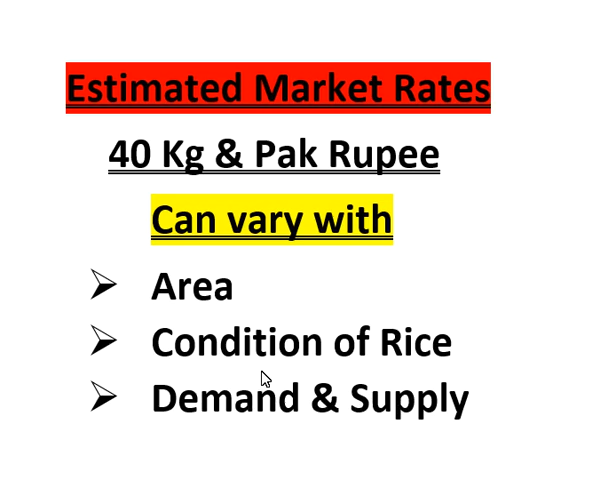 Estimated Market Rates
40 Kg & Pak Rupee
Can vary with
➢ Area
➢ Condition of Rice
➢ Demand & Supply